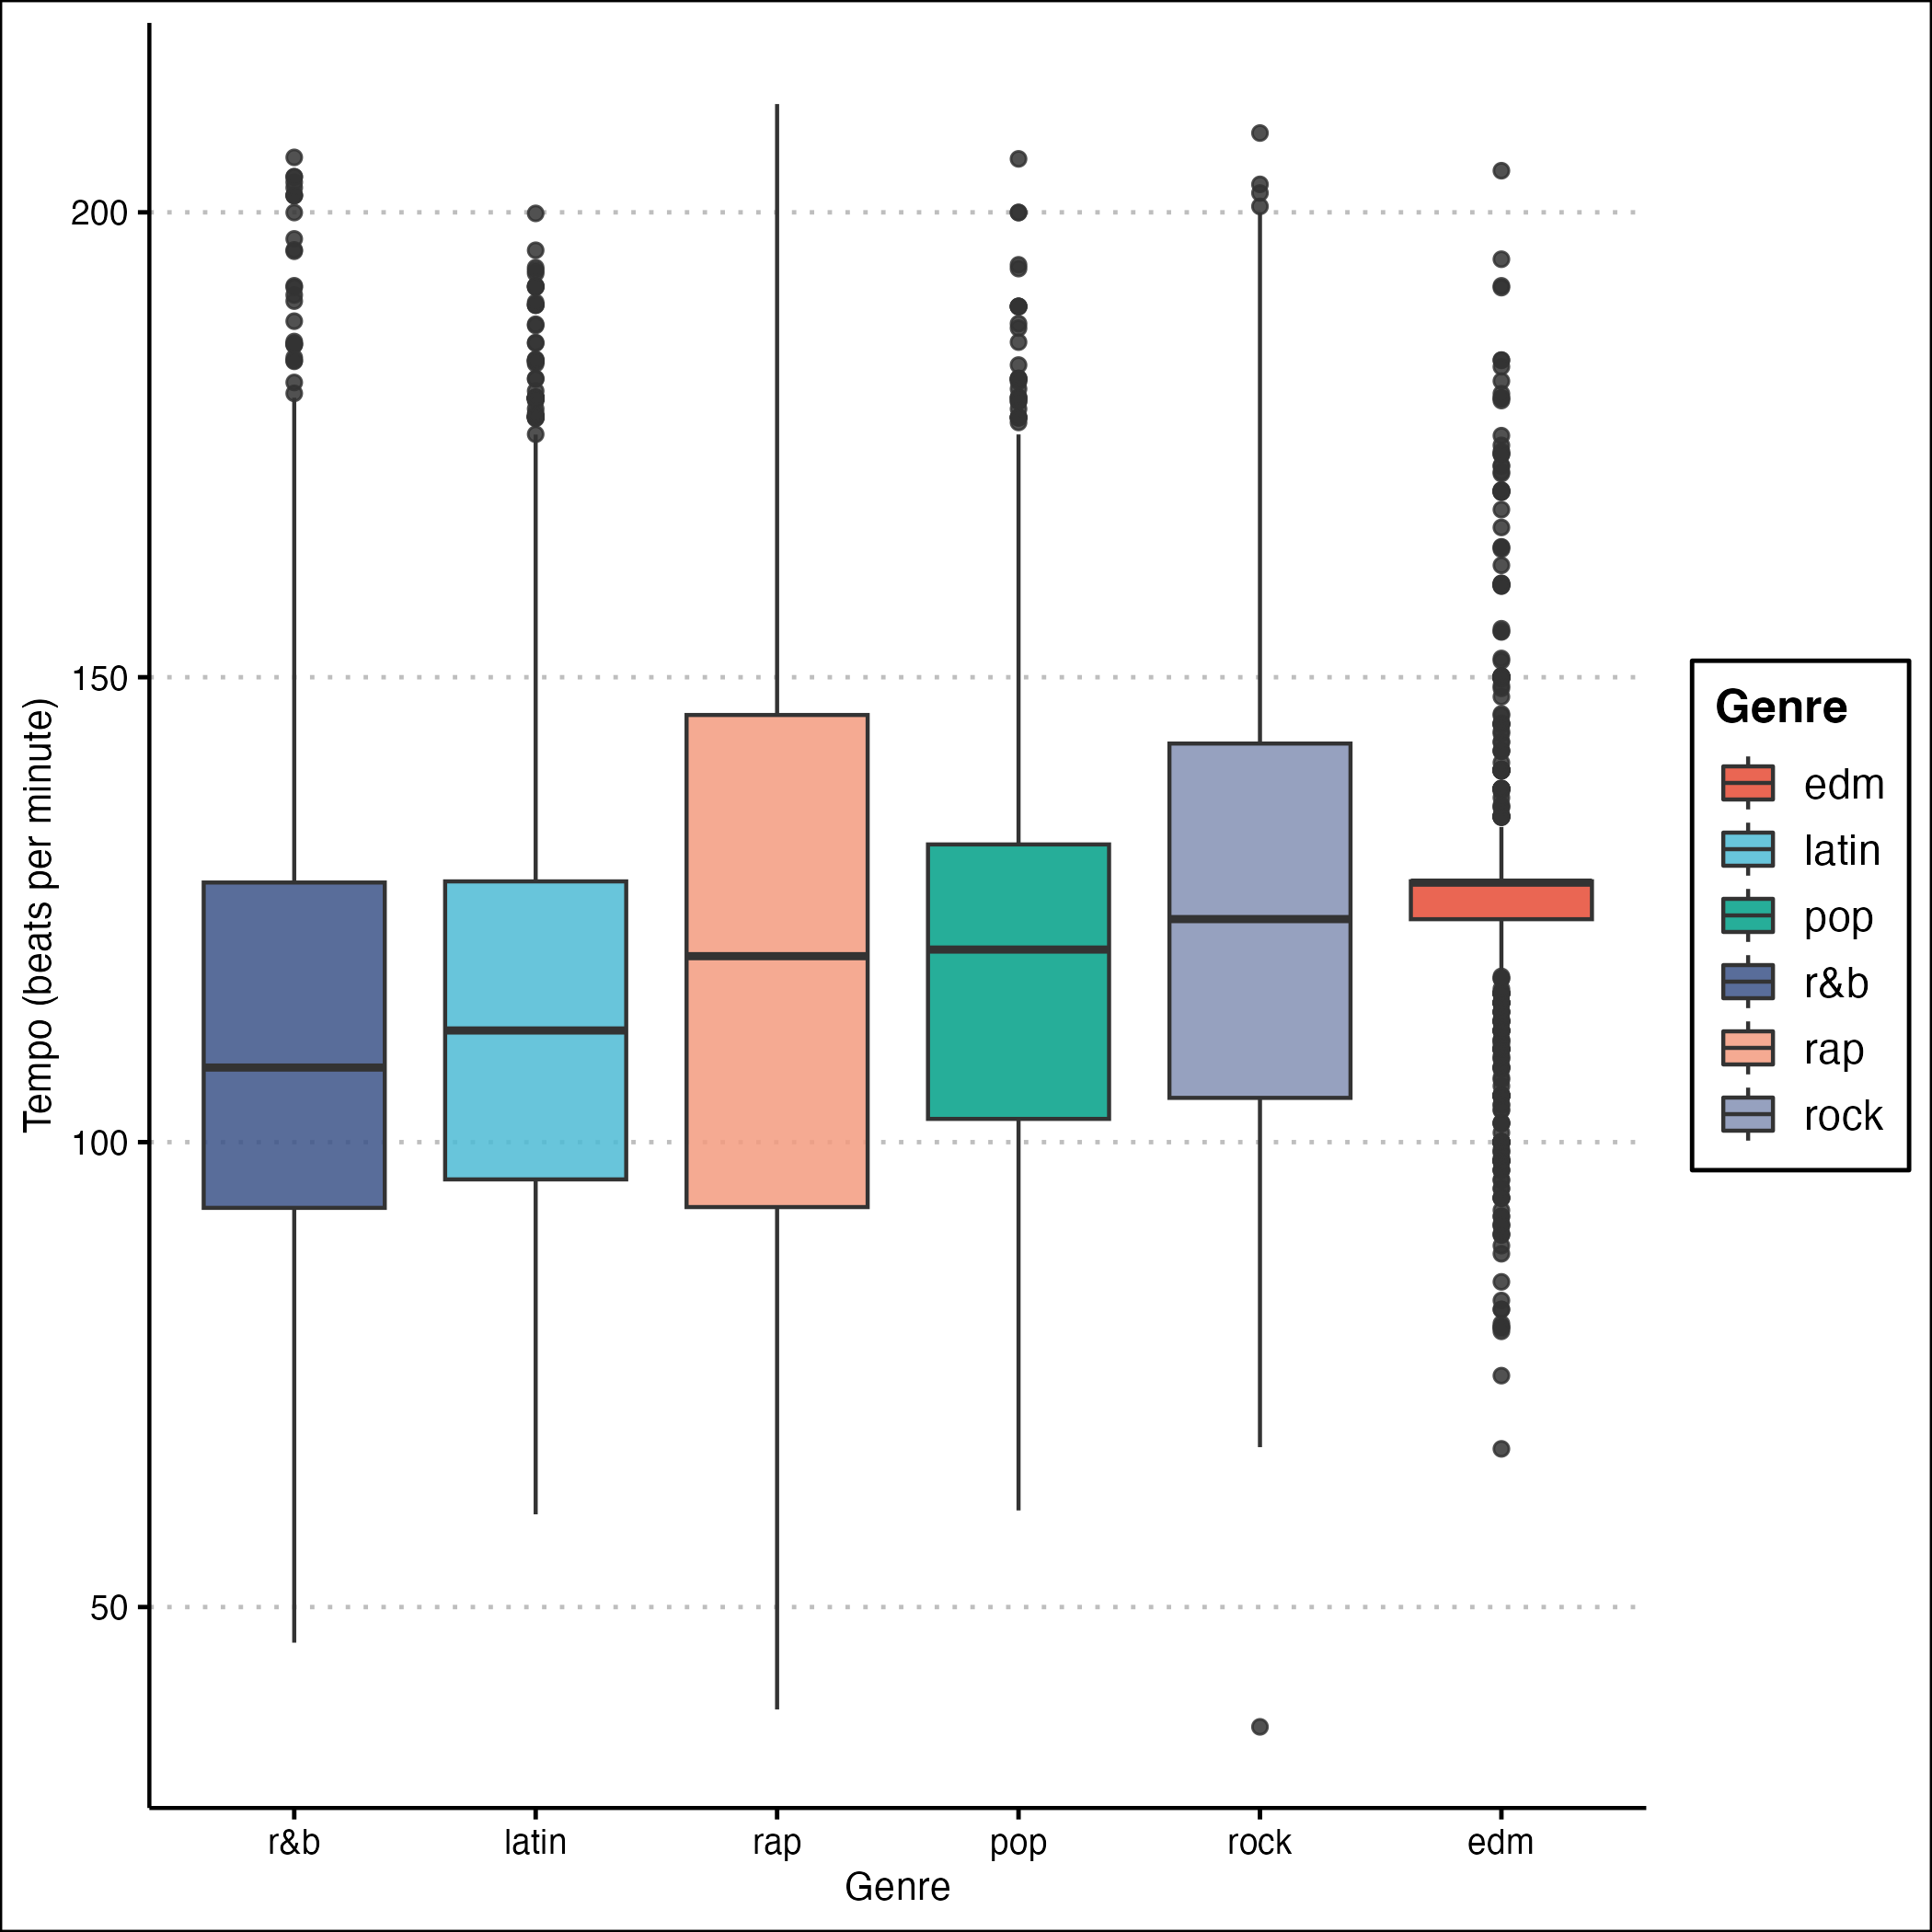 Tempo (beats per minute)
200
150
100
50
r&b
latin
rap
pop
rock
edm
Genre
Genre
edm
latin
pop
r&b
rap
rock